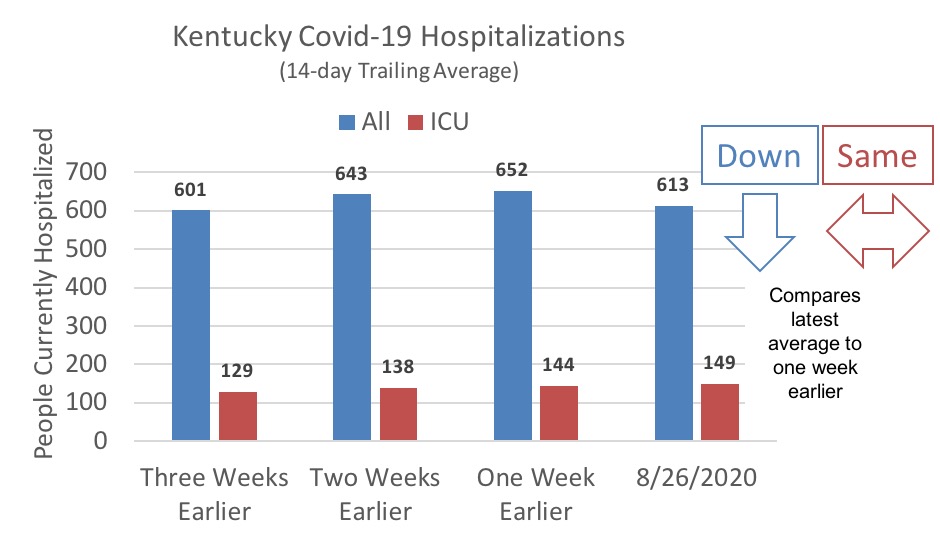 Kentucky Covid-19 Hospitalizations
(14-day Trailing Average)
All ICU
People Currently Hospitalized
700
600
500
400
300
200
100
0
601
129
643
138
652
144
613
149
Three Weeks
Earlier
Two Weeks
Earlier
One Week
Earlier
8/26/2020
Down
Same
Compares
latest
average to
one week
earlier